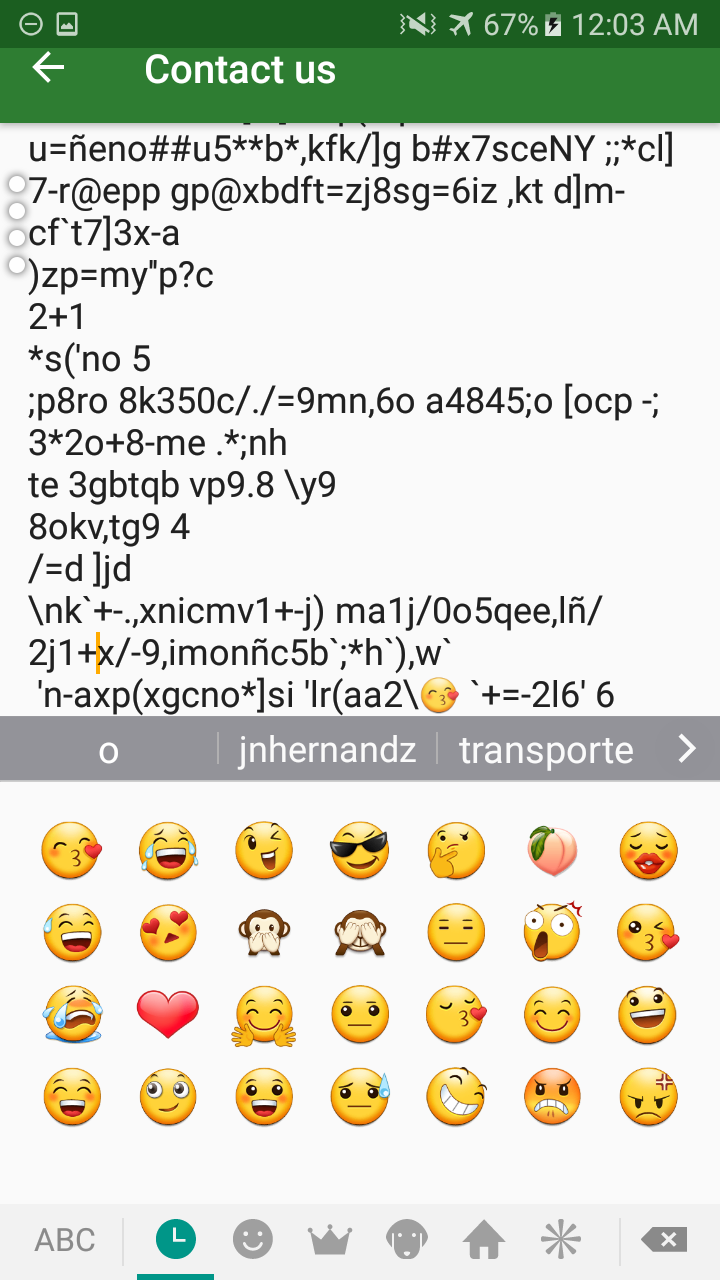 67% 12:03 AM
Contact us
u=ñeno##u5**b*,kfk/]g b#x7sceNY ;;*cl]
7-r@epp gp@xbdft=zj8sg=6iz ,kt d]m-
cf`t7]3x-a
)zp=my"p?c
2+1
*s('no 5
;p8ro 8k350c/./=9mn,6o a4845;o [ocp -;
3*2o+8-me .*;nh
te 3gbtqb vp9.8 \y9
8okv,tg9 4
/=d ]jd
\nk`+-.,xnicmv1+-j) ma1j/0o5qee,lñ/
2j1+x/-9,imonñc5b`;*h`),w`
'n-axp(xgcno*]si 'lr(aa2\😚 `+=-2l6' 6
o jnhernandz transporte
ABC